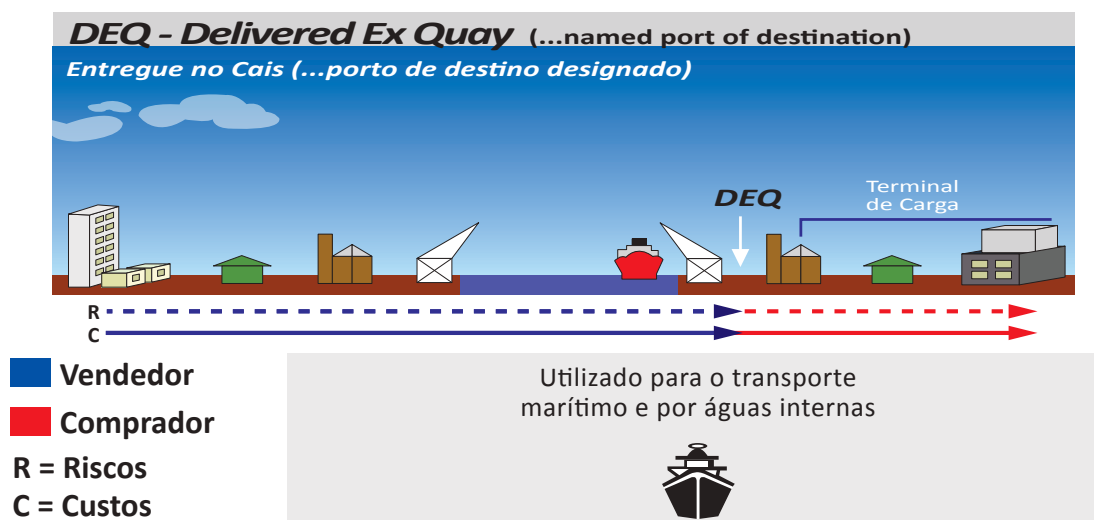 DEQ - Delivered Ex Quay (...named port of destination)
Entregue no Cais (...porto de destino designado)
DEQ
Terminal
de Carga
R
C
Vendedor
Comprador
R = Riscos
C = Custos
Utilizado para o transporte
marítimo e por águas internas